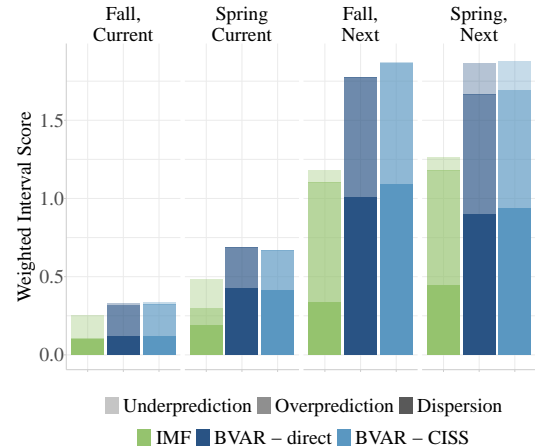 Fall, Current
Spring Current
Fall, Next
Spring, Next
Weighted Interval Score
1.5
1.0
0.5
0.0
Underprediction Overprediction Dispersion
IMF BVAR − direct BVAR − CISS